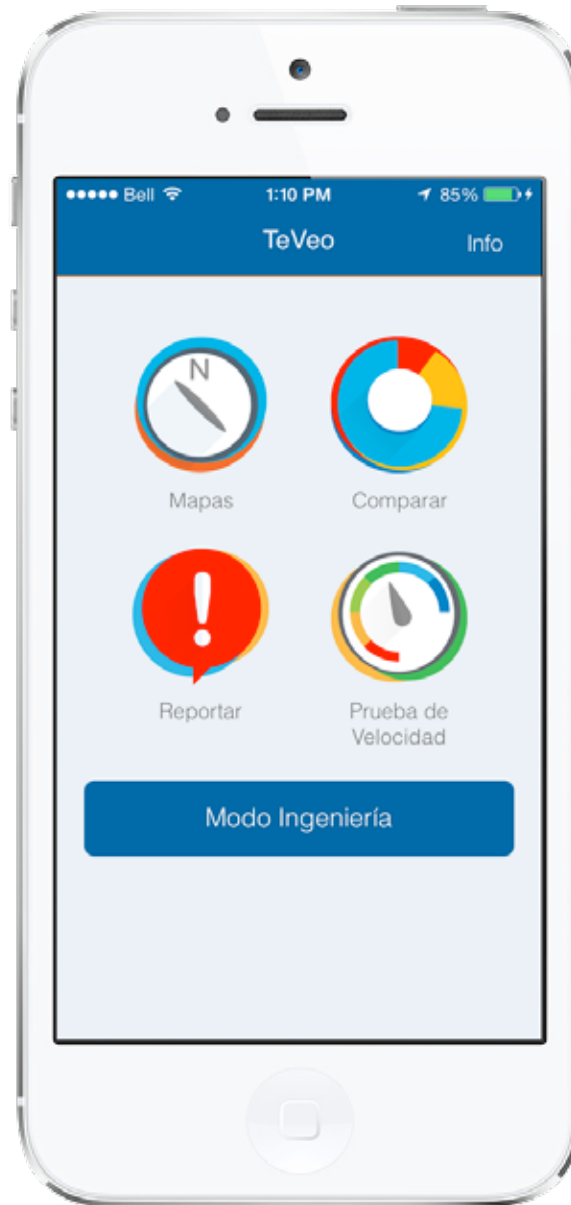 Bell 1:10 PM 85%
TeVeo Info
N
Mapas Comparar
Reportar Prueba de
Velocidad
Modo Ingeniería